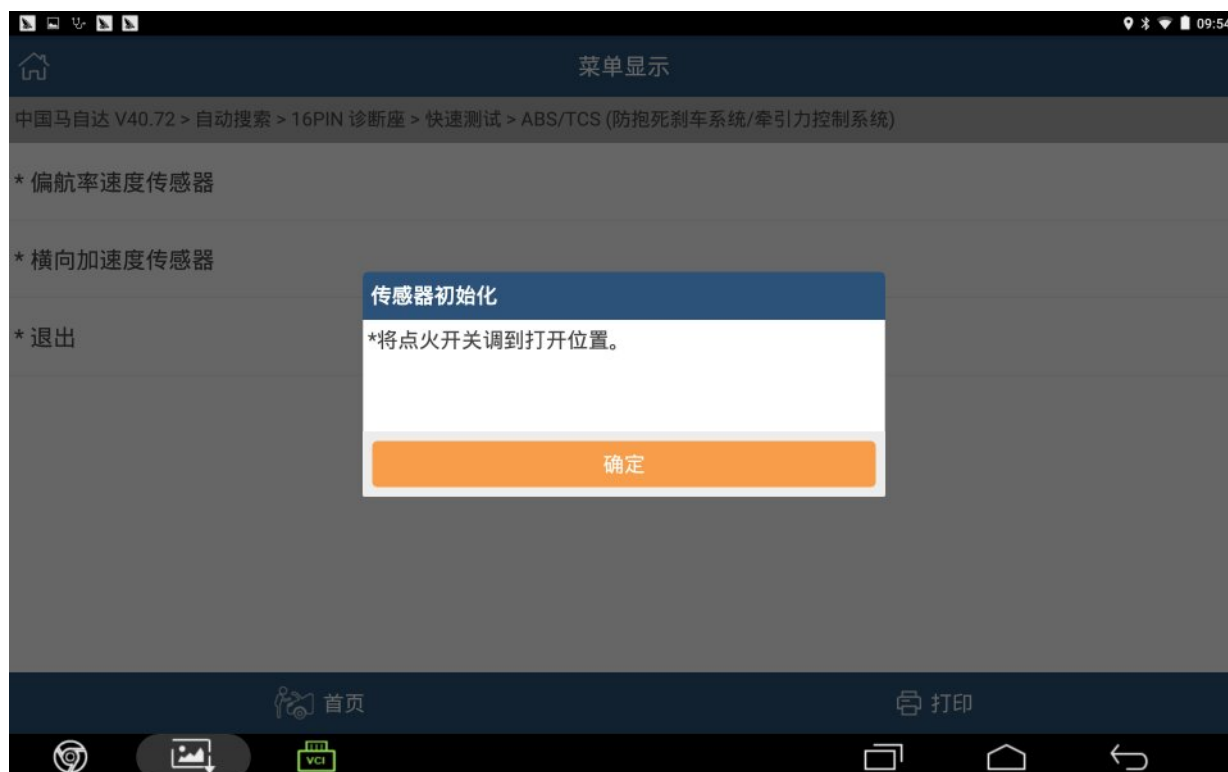 09:54
菜单显示
中国马自达 V40.72 > 自动搜索 > 16PIN 诊断座 > 快速测试 > ABS/TCS (防抱死刹车系统/牵引力控制系统)
* 偏航率速度传感器
* 横向加速度传感器
* 退出
传感器初始化
*将点火开关调到打开位置。
确定
首页
打印
VCI